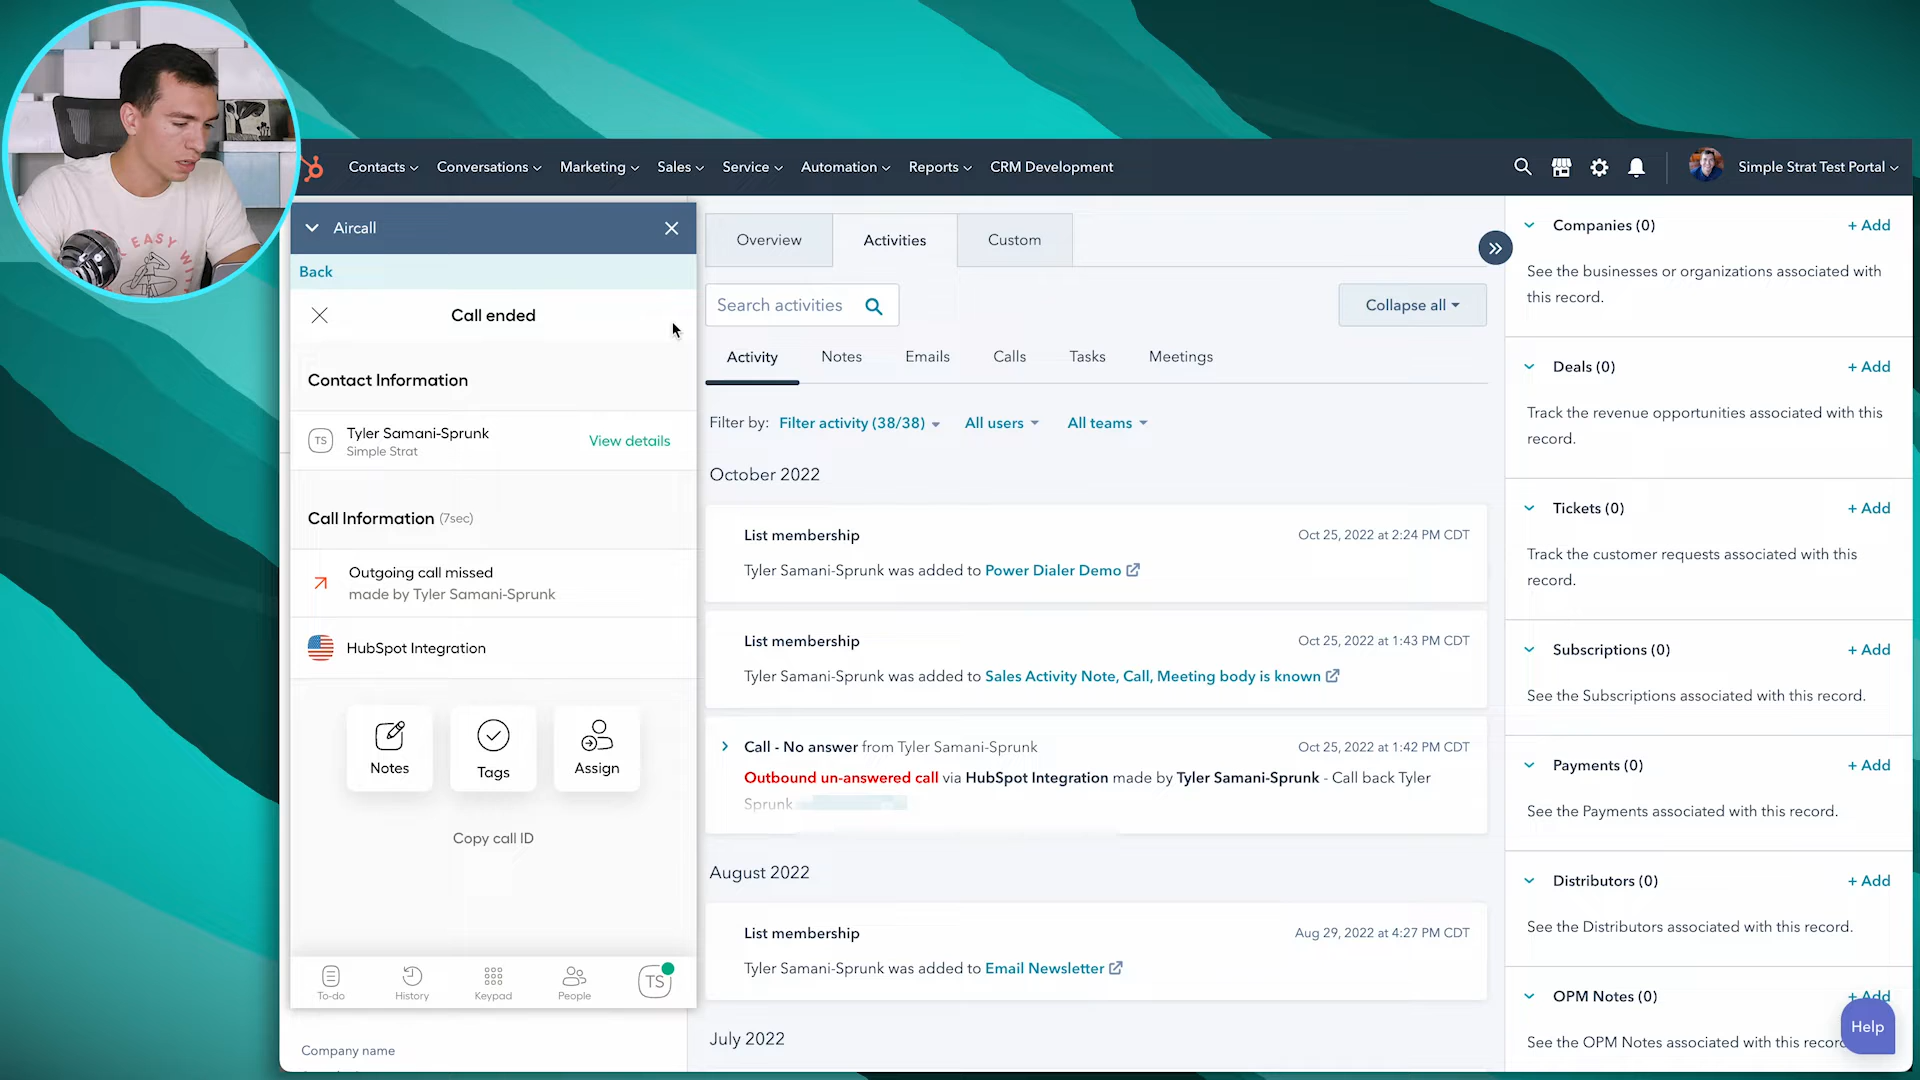 EASY WIT
Contacts
Conversations
Marketing
Sales
Service
Automation
Reports
CRM Development
Simple Strat Test Portal
Aircall
Back
Call ended
Contact Information
TS
Tyler Samani-Sprunk
Simple Strat
View details
Call Information (7sec)
Outgoing call missed
made by Tyler Samani-Sprunk
HubSpot Integration
Notes
Tags
Assign
Copy call ID
To-do
History
Keypad
People
TS
Company name
Overview
Activities
Custom
Search activities
Collapse all
Activity
Notes
Emails
Calls
Tasks
Meetings
Filter by: Filter activity (38/38)
All users
All teams
October 2022
List membership
Oct 25, 2022 at 2:24 PM CDT
Tyler Samani-Sprunk was added to Power Dialer Demo
List membership
Oct 25, 2022 at 1:43 PM CDT
Tyler Samani-Sprunk was added to Sales Activity Note, Call, Meeting body is known
Call - No answer from Tyler Samani-Sprunk
Oct 25, 2022 at 1:42 PM CDT
Outbound un-answered call via HubSpot Integration made by Tyler Samani-Sprunk - Call back Tyler
Sprunk
August 2022
List membership
Aug 29, 2022 at 4:27 PM CDT
Tyler Samani-Sprunk was added to Email Newsletter
July 2022
Companies (0)
+ Add
See the businesses or organizations associated with
this record.
Deals (0)
+ Add
Track the revenue opportunities associated with this
record.
Tickets (0)
+ Add
Track the customer requests associated with this
record.
Subscriptions (0)
+ Add
See the Subscriptions associated with this record.
Payments (0)
+ Add
See the Payments associated with this record.
Distributors (0)
+ Add
See the Distributors associated with this record.
OPM Notes (0)
+ Add
See the OPM Notes associated with this recor
Help